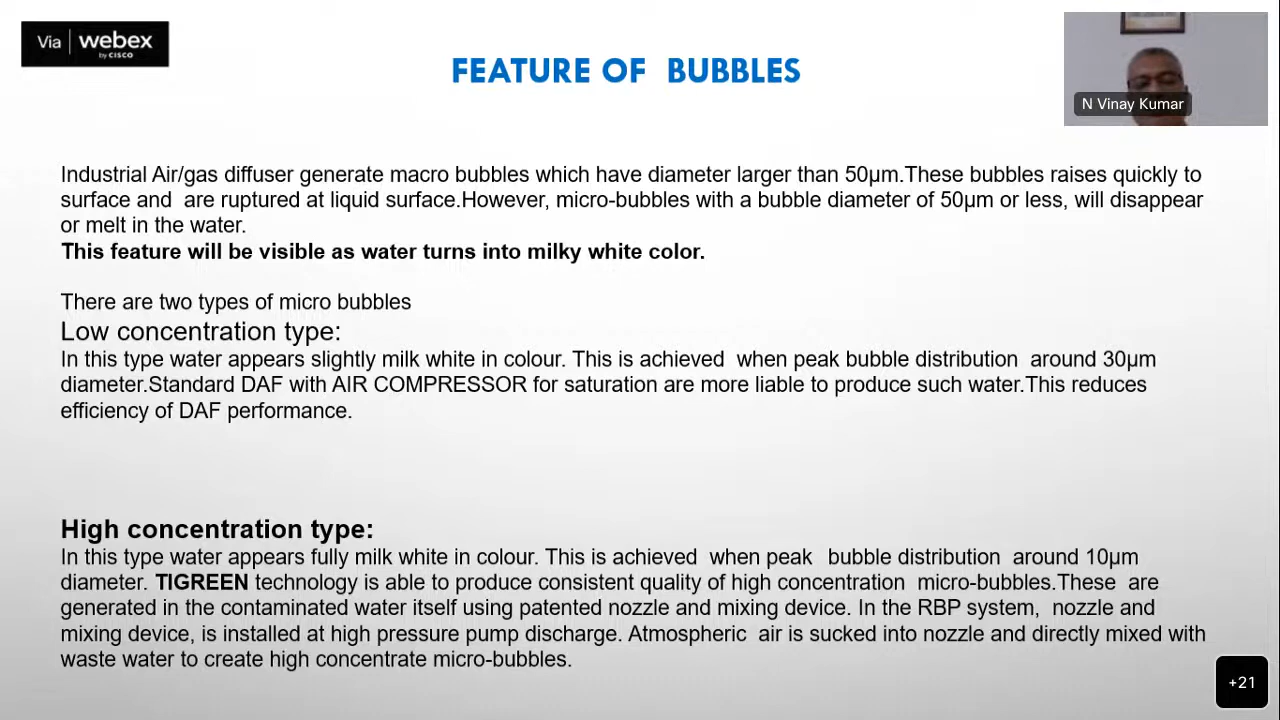 Via webex
by CISCO
FEATURE OF BUBBLES
N Vinay Kumar
Industrial Air/gas diffuser generate macro bubbles which have diameter larger than 50µm.These bubbles raises quickly to
surface and are ruptured at liquid surface.However, micro-bubbles with a bubble diameter of 50µm or less, will disappear
or melt in the water.
This feature will be visible as water turns into milky white color.
There are two types of micro bubbles
Low concentration type:
In this type water appears slightly milk white in colour. This is achieved when peak bubble distribution around 30µm
diameter.Standard DAF with AIR COMPRESSOR for saturation are more liable to produce such water.This reduces
efficiency of DAF performance.
High concentration type:
In this type water appears fully milk white in colour. This is achieved when peak bubble distribution around 10µm
diameter. TIGREEN technology is able to produce consistent quality of high concentration micro-bubbles.These are
generated in the contaminated water itself using patented nozzle and mixing device. In the RBP system, nozzle and
mixing device, is installed at high pressure pump discharge. Atmospheric air is sucked into nozzle and directly mixed with
waste water to create high concentrate micro-bubbles.
+21